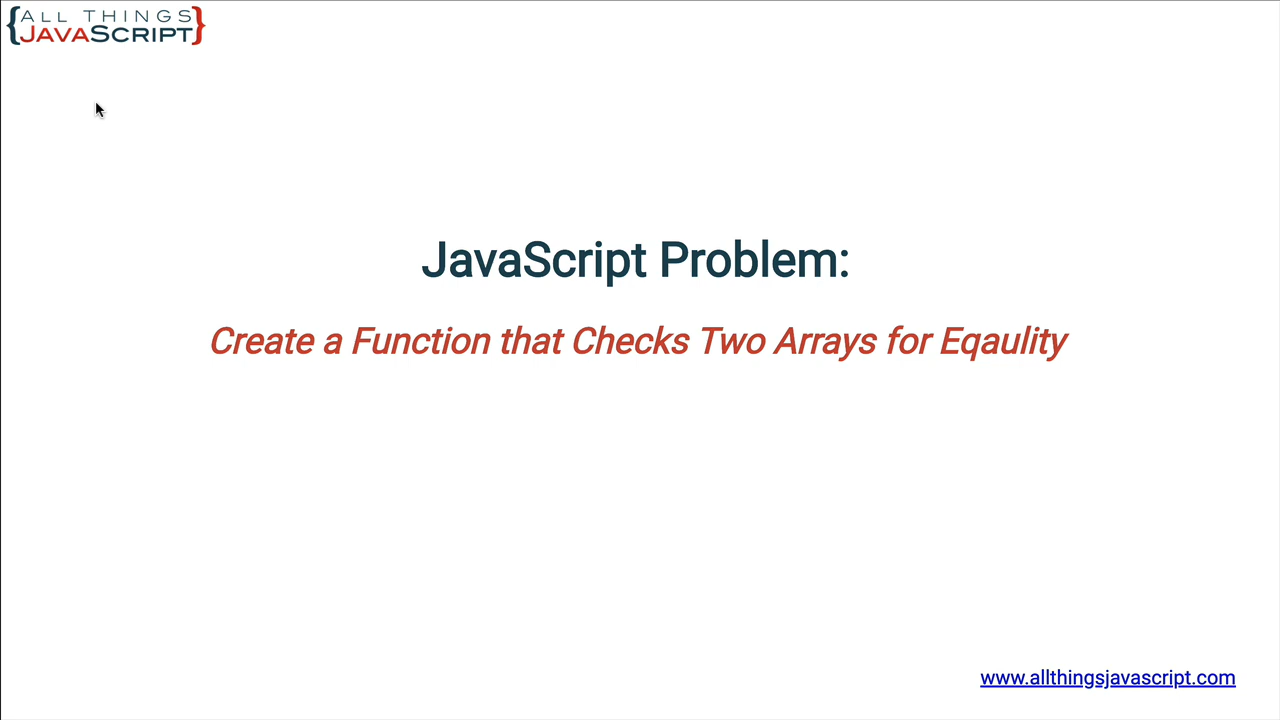 {ALL THINGS
JAVASCRIPT}
JavaScript Problem:
Create a Function that Checks Two Arrays for Eqaulity
www.allthingsjavascript.com